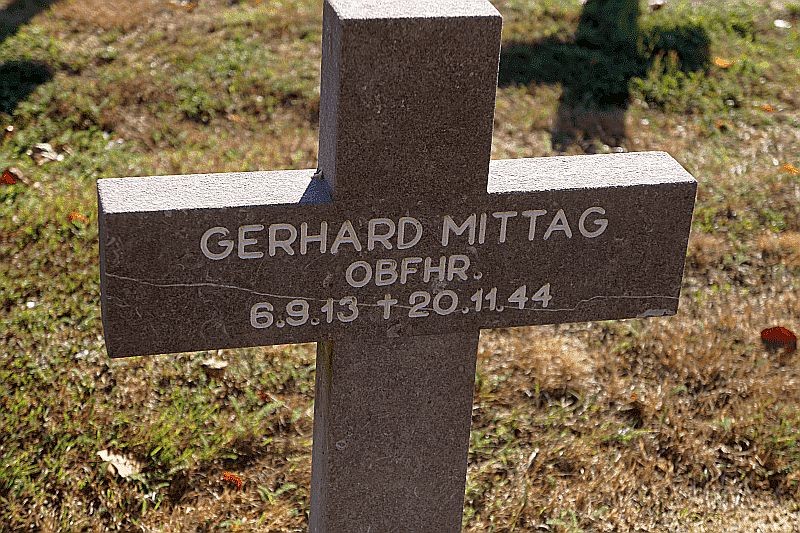 GERHARD MITTAG
OBFHR.
6.9.13 † 20.11.44